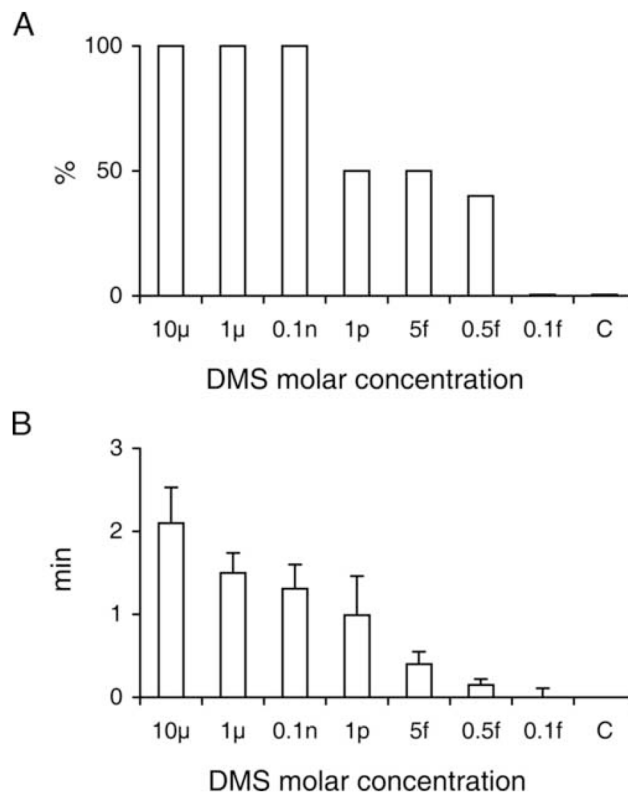 A
100
50
0
%
10µ 1µ 0.1n 1p 5f 0.5f 0.1f C
DMS molar concentration
B
3
2
1
0
min
10µ 1µ 0.1n 1p 5f 0.5f 0.1f C
DMS molar concentration